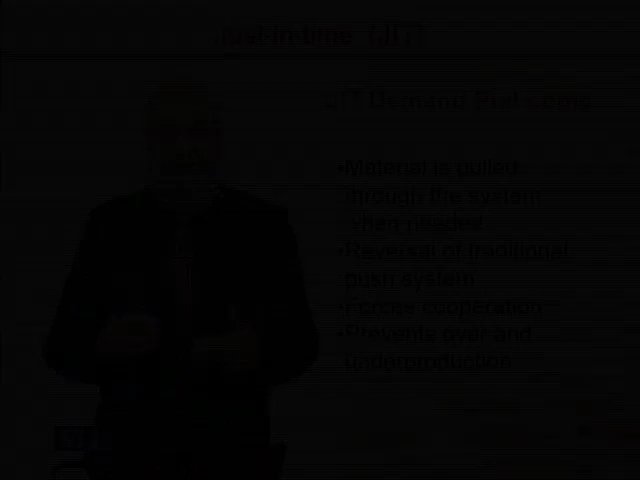 Just in time (JIT)
JIT Demand Pull Logic
•Material is pulled
through the system
when needed
•Reversal of traditional
push system
•Forces cooperation
•Prevents over and
underproduction